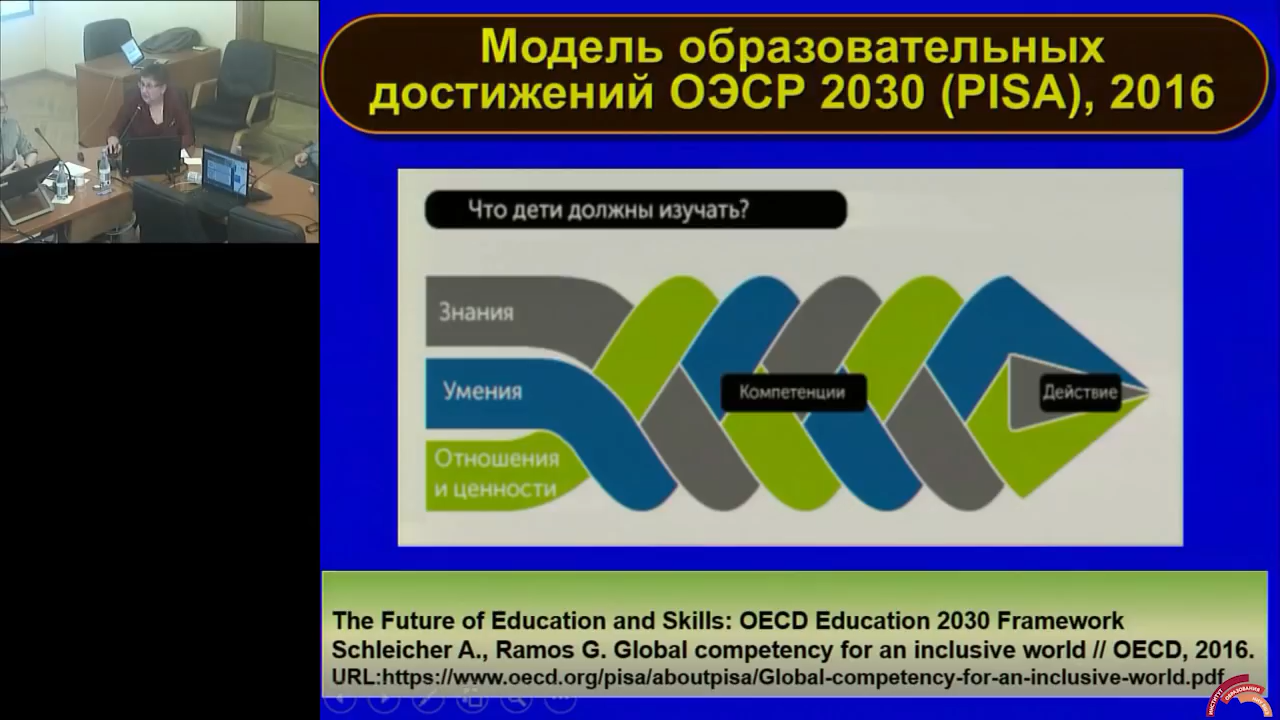 Модель образовательных
достижений ОЭСР 2030 (PISA), 2016
Что дети должны изучать?
Знания
Умения
Отношения
и ценности
Компетенции
Действие
The Future of Education and Skills: OECD Education 2030 Framework
Schleicher A., Ramos G. Global competency for an inclusive world // OECD, 2016.
URL:https://www.oecd.org/pisa/aboutpisa/Global-competency-for-an-inclusive-world.pdf
ИНСТИТУТ
ОБРАЗОВАНИЯ